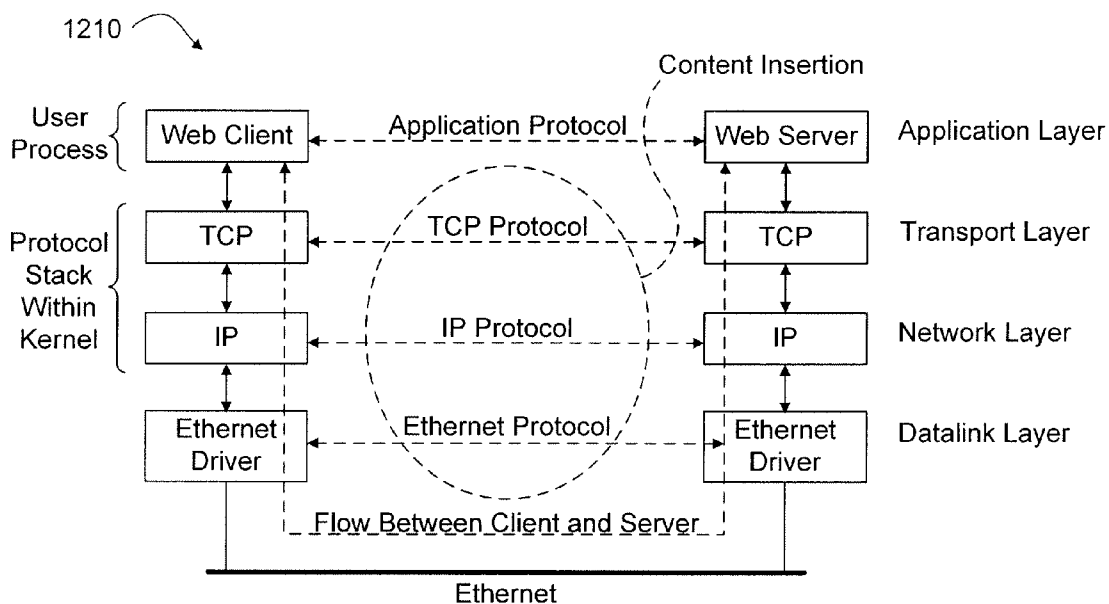 1210
Content Insertion
User
Process
Web Client
Application Protocol
Web Server
Application Layer
Protocol
Stack
Within
Kernel
TCP
TCP Protocol
TCP
Transport Layer
IP
IP Protocol
IP
Network Layer
Ethernet
Driver
Ethernet Protocol
Ethernet
Driver
Datalink Layer
Flow Between Client and Server
Ethernet